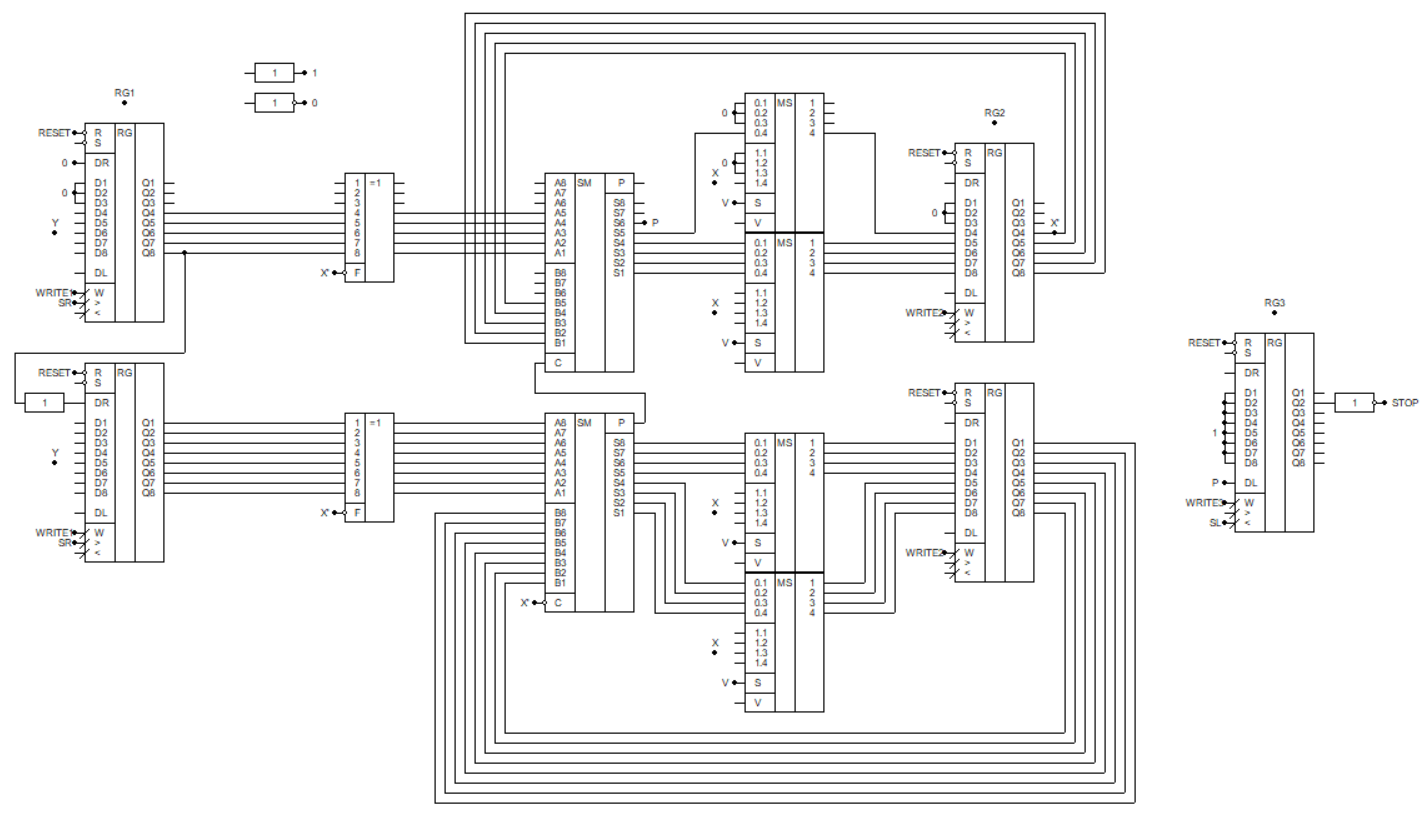 RG1
RESET R RG
S
0 DR
D1 Q1
0 D2 Q2
D3 Q3
D4 Q4
Y D5 Q5
D6 Q6
D7 Q7
D8 Q8
DL
WRITE1 W
SR >
<
1 1
1 0
RESET R RG
S
1 DR
D1 Q1
D2 Q2
D3 Q3
Y D4 Q4
D5 Q5
D6 Q6
D7 Q7
D8 Q8
DL
WRITE1 W
SR >
<
1 =1
2
3
4
5
6
7
8
X' F
1 =1
2
3
4
5
6
7
8
X' F
A8 SM P
A7
A6 S8
A5 S7
A4 S6 P
A3 S5
A2 S4
A1 S3
S2
B8 S1
B7
B6
B5
B4
B3
B2
B1
C
A8 SM P
A7
A6 S8
A5 S7
A4 S6
A3 S5
A2 S4
A1 S3
S2
B8 S1
B7
B6
B5
B4
B3
B2
B1
X' C
0.1 MS 1
0 0.2 2
0.3 3
0.4 4
1.1
0 1.2
X 1.3
1.4
V S
V
0.1 MS 1
0.2 2
0.3 3
0.4 4
1.1
X 1.2
1.3
1.4
V S
V
0.1 MS 1
0.2 2
0.3 3
0.4 4
1.1
X 1.2
1.3
1.4
V S
V
0.1 MS 1
0.2 2
0.3 3
0.4 4
1.1
X 1.2
1.3
1.4
V S
V
RG2
RESET R RG
S
DR
D1 Q1
0 D2 Q2
D3 Q3 X'
D4 Q4
D5 Q5
D6 Q6
D7 Q7
D8 Q8
DL
WRITE2 W
>
<
RESET R RG
S
DR
D1 Q1
D2 Q2
D3 Q3
D4 Q4
D5 Q5
D6 Q6
D7 Q7
D8 Q8
DL
WRITE2 W
>
<
RG3
RESET R RG
S
DR
D1 Q1
D2 Q2 1 STOP
D3 Q3
D4 Q4
1 D5 Q5
D6 Q6
D7 Q7
D8 Q8
P DL
WRITE3 W
>
SL <